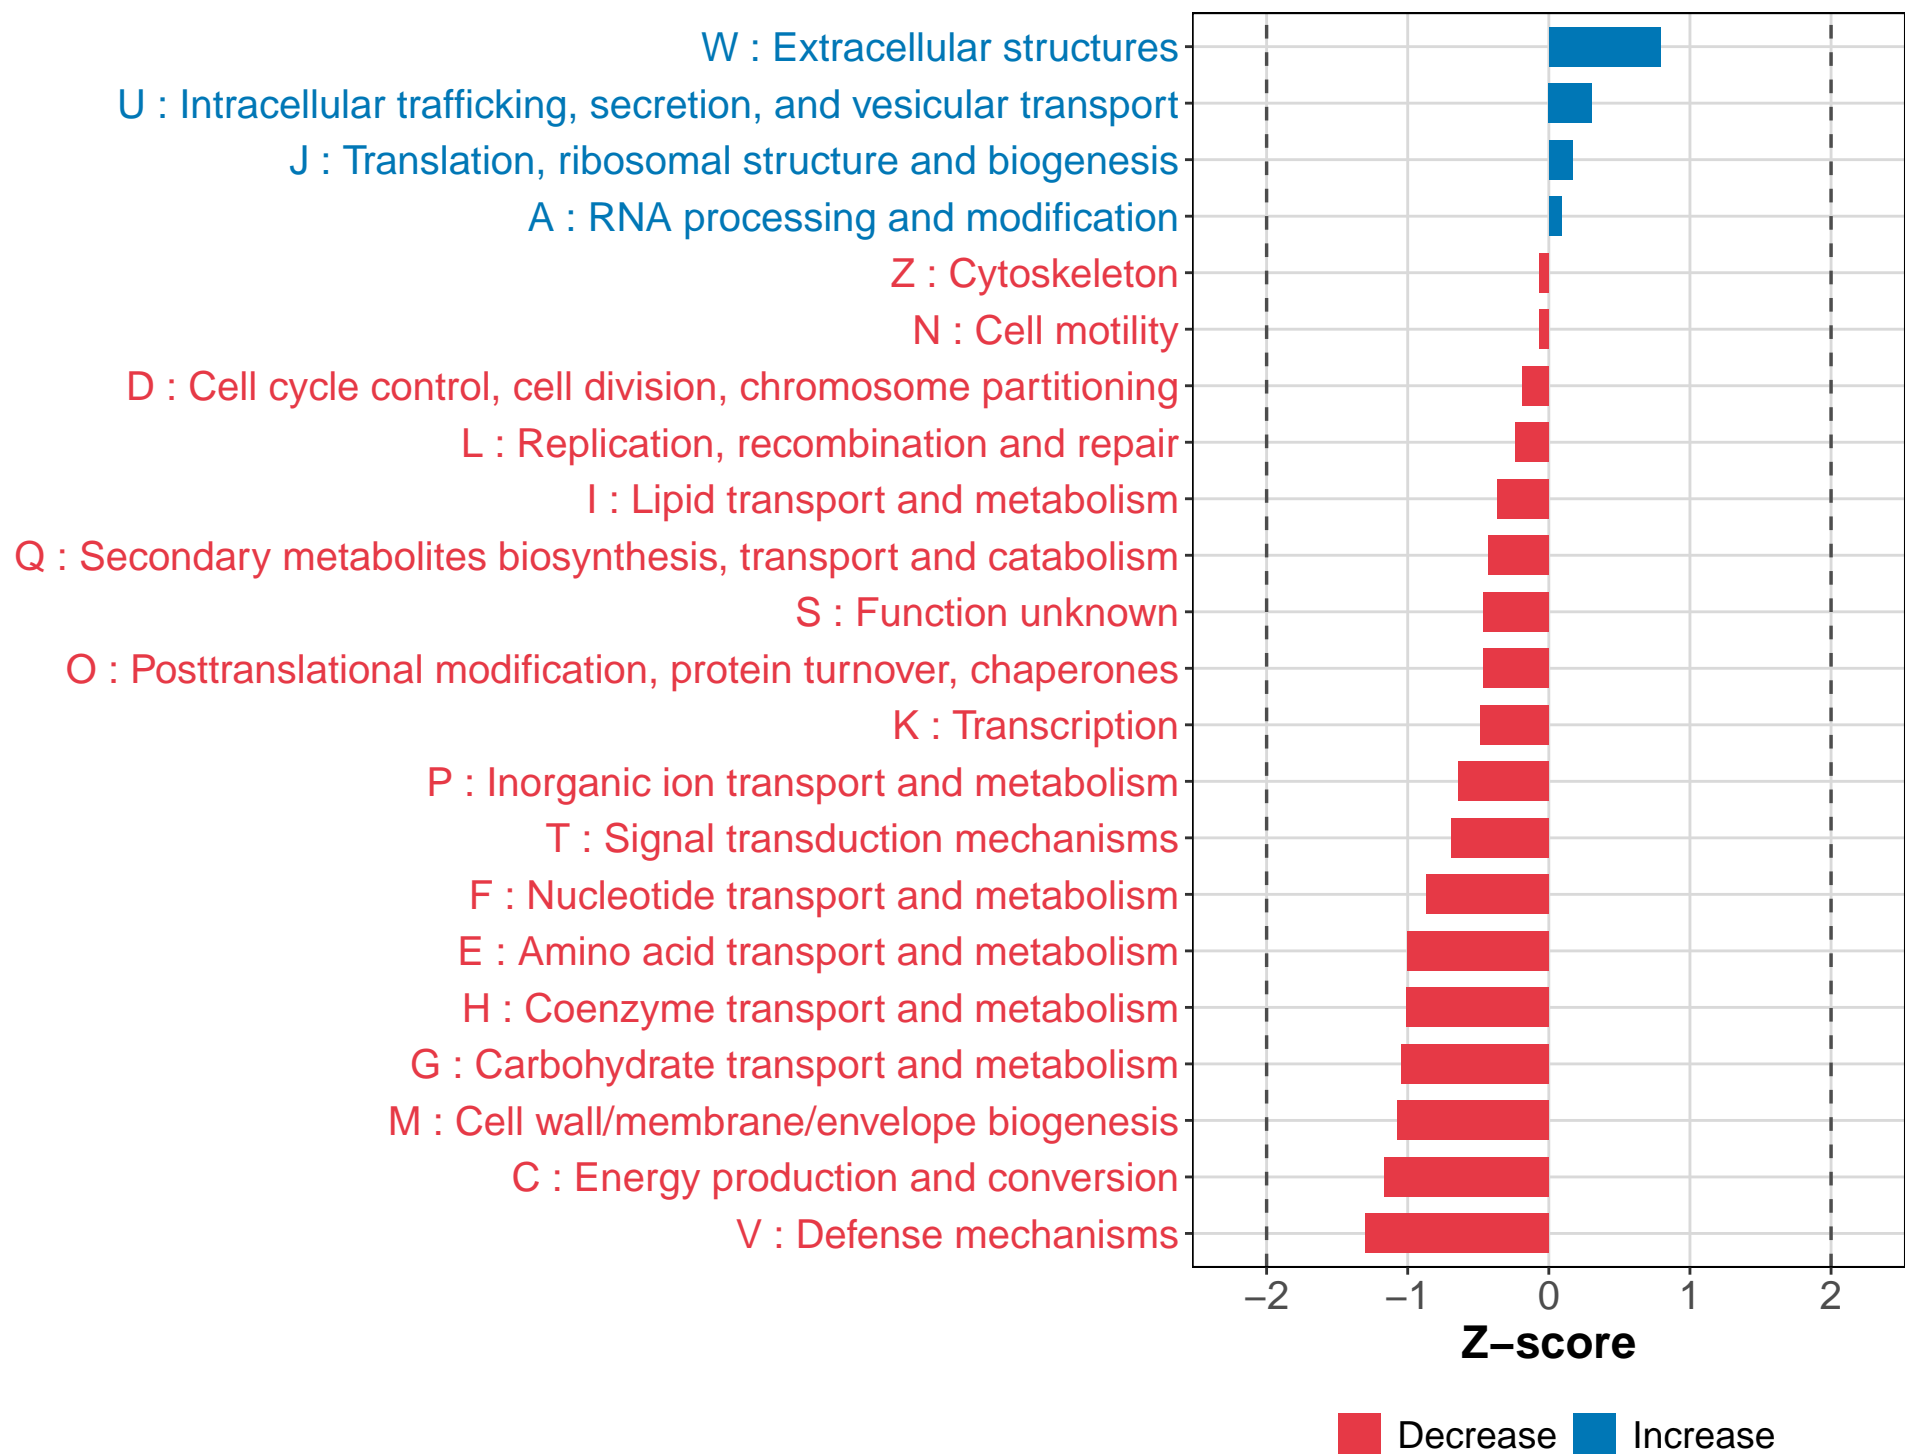 W : Extracellular structures
U : Intracellular trafficking, secretion, and vesicular transport
J : Translation, ribosomal structure and biogenesis
A : RNA processing and modification
Z : Cytoskeleton
N : Cell motility
D : Cell cycle control, cell division, chromosome partitioning
L : Replication, recombination and repair
I : Lipid transport and metabolism
Q : Secondary metabolites biosynthesis, transport and catabolism
S : Function unknown
O : Posttranslational modification, protein turnover, chaperones
K : Transcription
P : Inorganic ion transport and metabolism
T : Signal transduction mechanisms
F : Nucleotide transport and metabolism
E : Amino acid transport and metabolism
H : Coenzyme transport and metabolism
G : Carbohydrate transport and metabolism
M : Cell wall/membrane/envelope biogenesis
C : Energy production and conversion
V : Defense mechanisms
−2 −1 0 1 2
Z−score
Decrease Increase